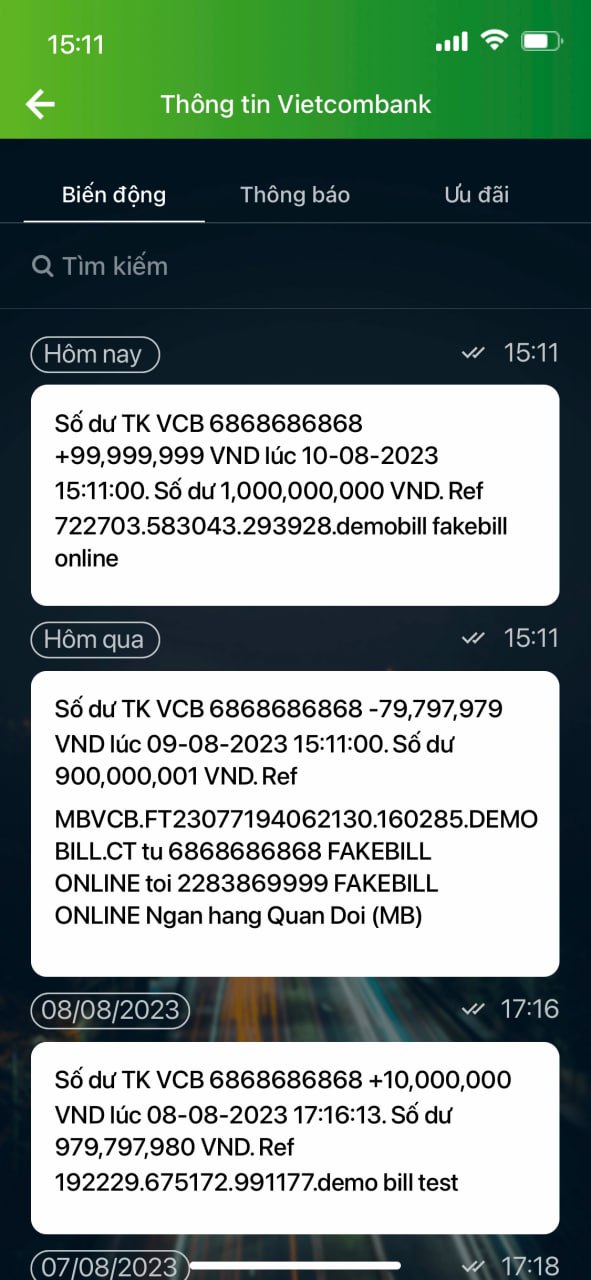 15:11
Thông tin Vietcombank
Biến động Thông báo Ưu đãi
Tìm kiếm
Hôm nay 15:11
Số dư TK VCB 6868686868
+99,999,999 VND lúc 10-08-2023
15:11:00. Số dư 1,000,000,000 VND. Ref
722703.583043.293928.demobill fakebill
online
Hôm qua 15:11
Số dư TK VCB 6868686868 -79,797,979
VND lúc 09-08-2023 15:11:00. Số dư
900,000,001 VND. Ref
MBVCB.FT23077194062130.160285.DEMO
BILL.CT tu 6868686868 FAKEBILL
ONLINE toi 2283869999 FAKEBILL
ONLINE Ngan hang Quan Doi (MB)
08/08/2023 17:16
Số dư TK VCB 6868686868 +10,000,000
VND lúc 08-08-2023 17:16:13. Số dư
979,797,980 VND. Ref
192229.675172.991177.demo bill test
07/08/2023 17:18